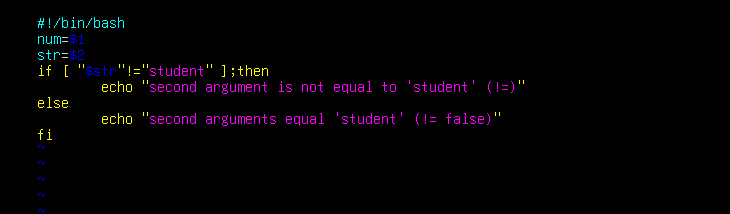 #!/bin/bash
num=$1
str=$2
if [ "$str"!="student" ];then
        echo "second argument is not equal to 'student' (!=)"
else
        echo "second arguments equal 'student' (!= false)"
fi
~
~
~
~
~